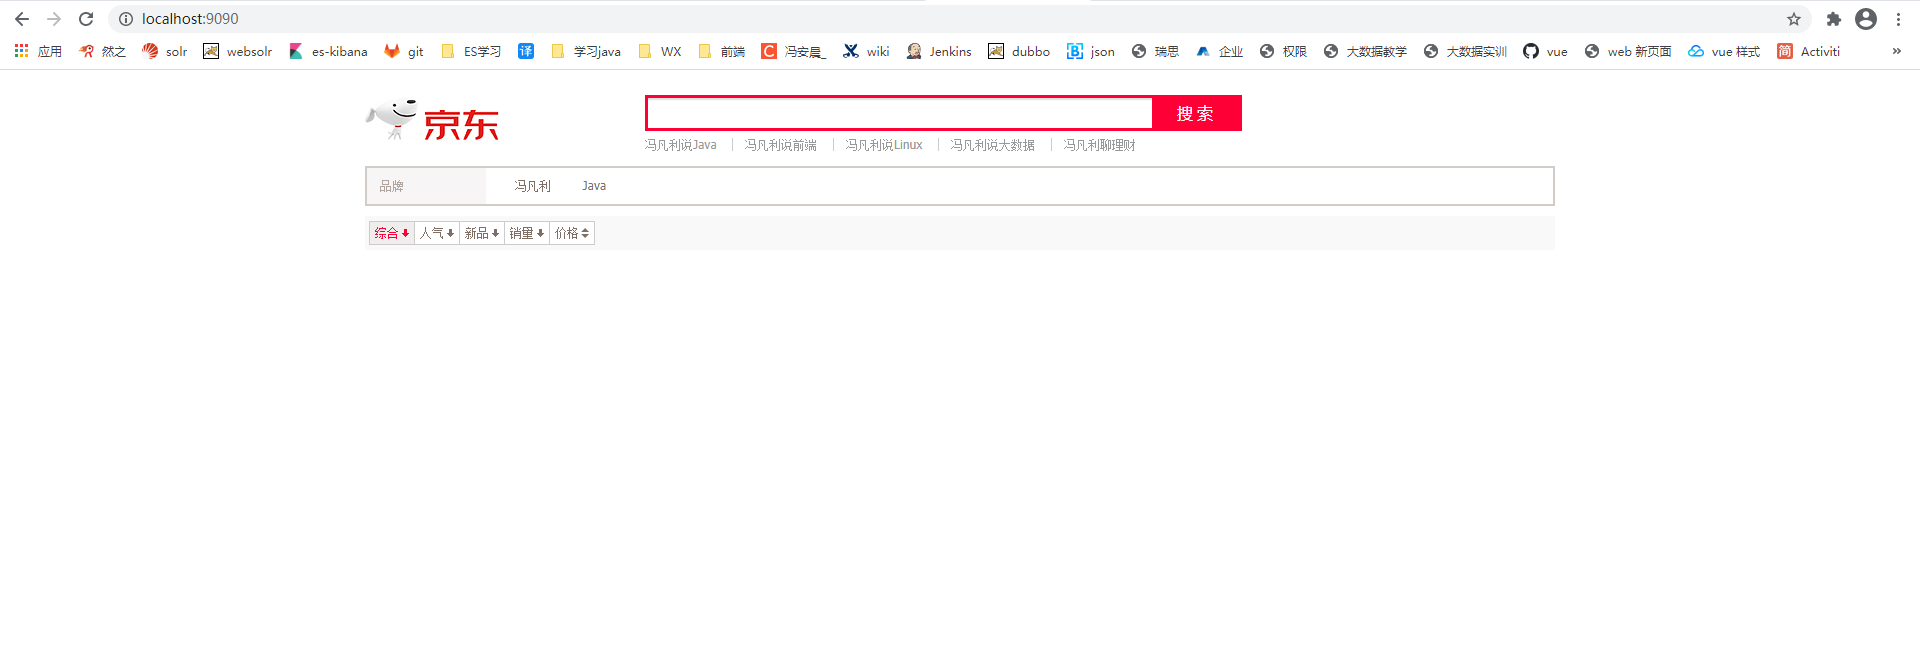 localhost:9090
应用 然之 solr websolr es-kibana git ES学习 译 学习java WX 前端 C 冯安晨_ wiki Jenkins dubbo json 瑞思 企业 权限 大数据教学 大数据实训 vue web 新页面 vue 样式 简 Activiti »
京东 搜索
冯凡利说Java 冯凡利说前端 冯凡利说Linux 冯凡利说大数据 冯凡利聊理财
品牌 冯凡利 Java
综合 人气 新品 销量 价格